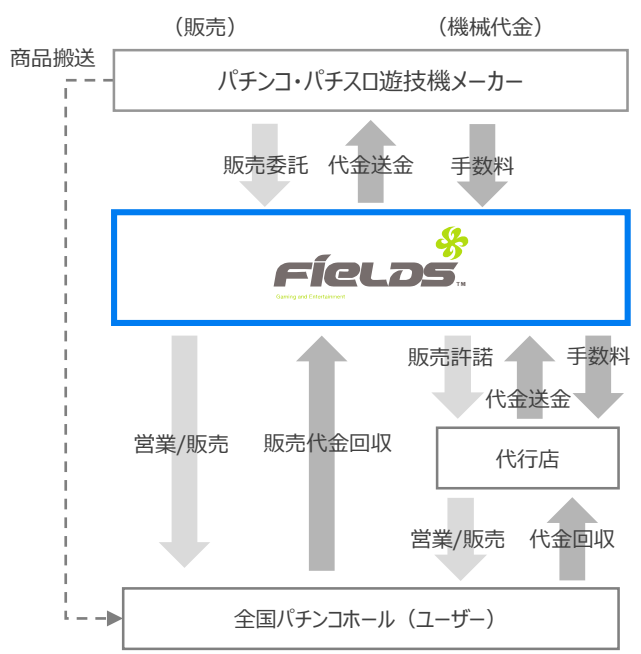 （販売）
（機械代金）
商品搬送
パチンコ・パチスロ遊技機メーカー
販売委託
代金送金
手数料
FIELDS™
Gaming and Entertainment
販売許諾
手数料
代金送金
営業/販売
販売代金回収
代行店
営業/販売
代金回収
全国パチンコホール（ユーザー）